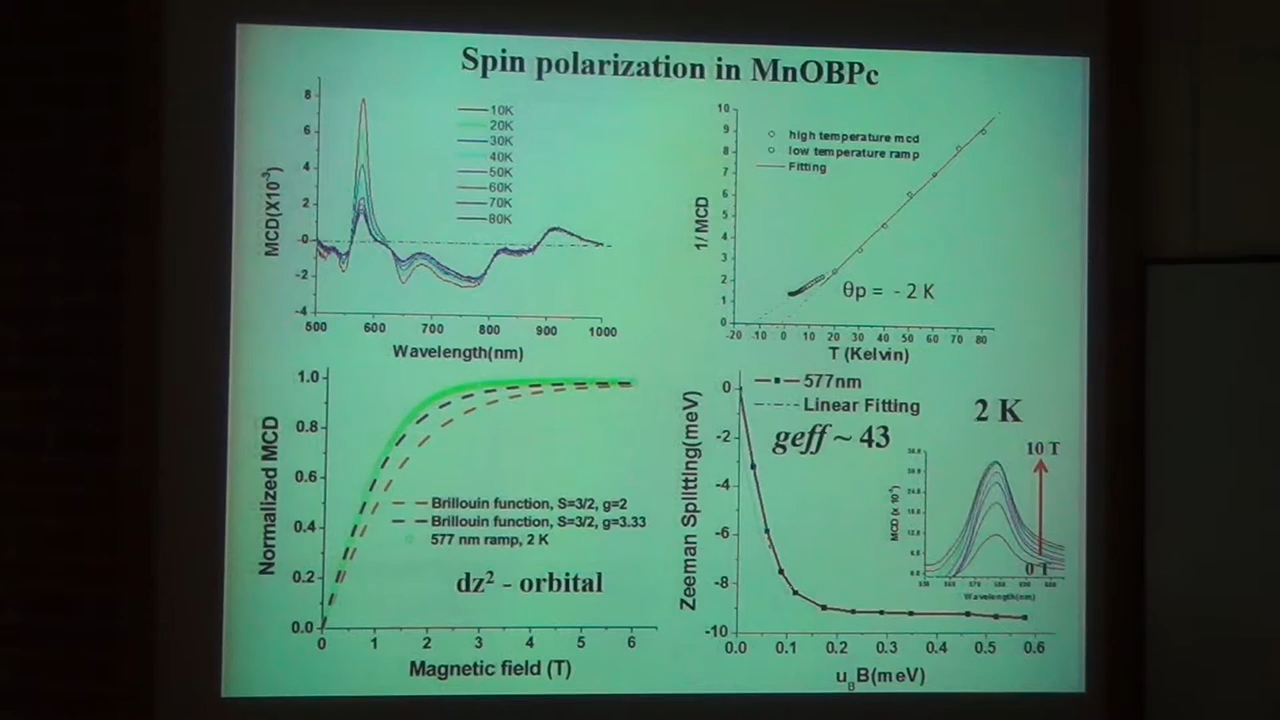 Spin polarization in MnOBPc
8
6
4
2
0
-2
-4
MCD(X10⁻³)
10K
20K
30K
40K
50K
60K
70K
80K
500 600 700 800 900 1000
Wavelength(nm)
10
9
8
7
6
5
4
3
2
1
0
1/ MCD
high temperature mcd
low temperature ramp
Fitting
θp = - 2 K
-20 -10 0 10 20 30 40 50 60 70 80
T (Kelvin)
1.0
0.8
0.6
0.4
0.2
0.0
Normalized MCD
Brillouin function, S=3/2, g=2
Brillouin function, S=3/2, g=3.33
577 nm ramp, 2 K
dz² - orbital
0 1 2 3 4 5 6
Magnetic field (T)
0
-2
-4
-6
-8
-10
Zeeman Splitting(meV)
577nm
Linear Fitting
geff ~ 43
2 K
10 T
0 T
MCD (x 10⁻³)
Wavelength(nm)
0.0 0.1 0.2 0.3 0.4 0.5 0.6
u_BB(meV)